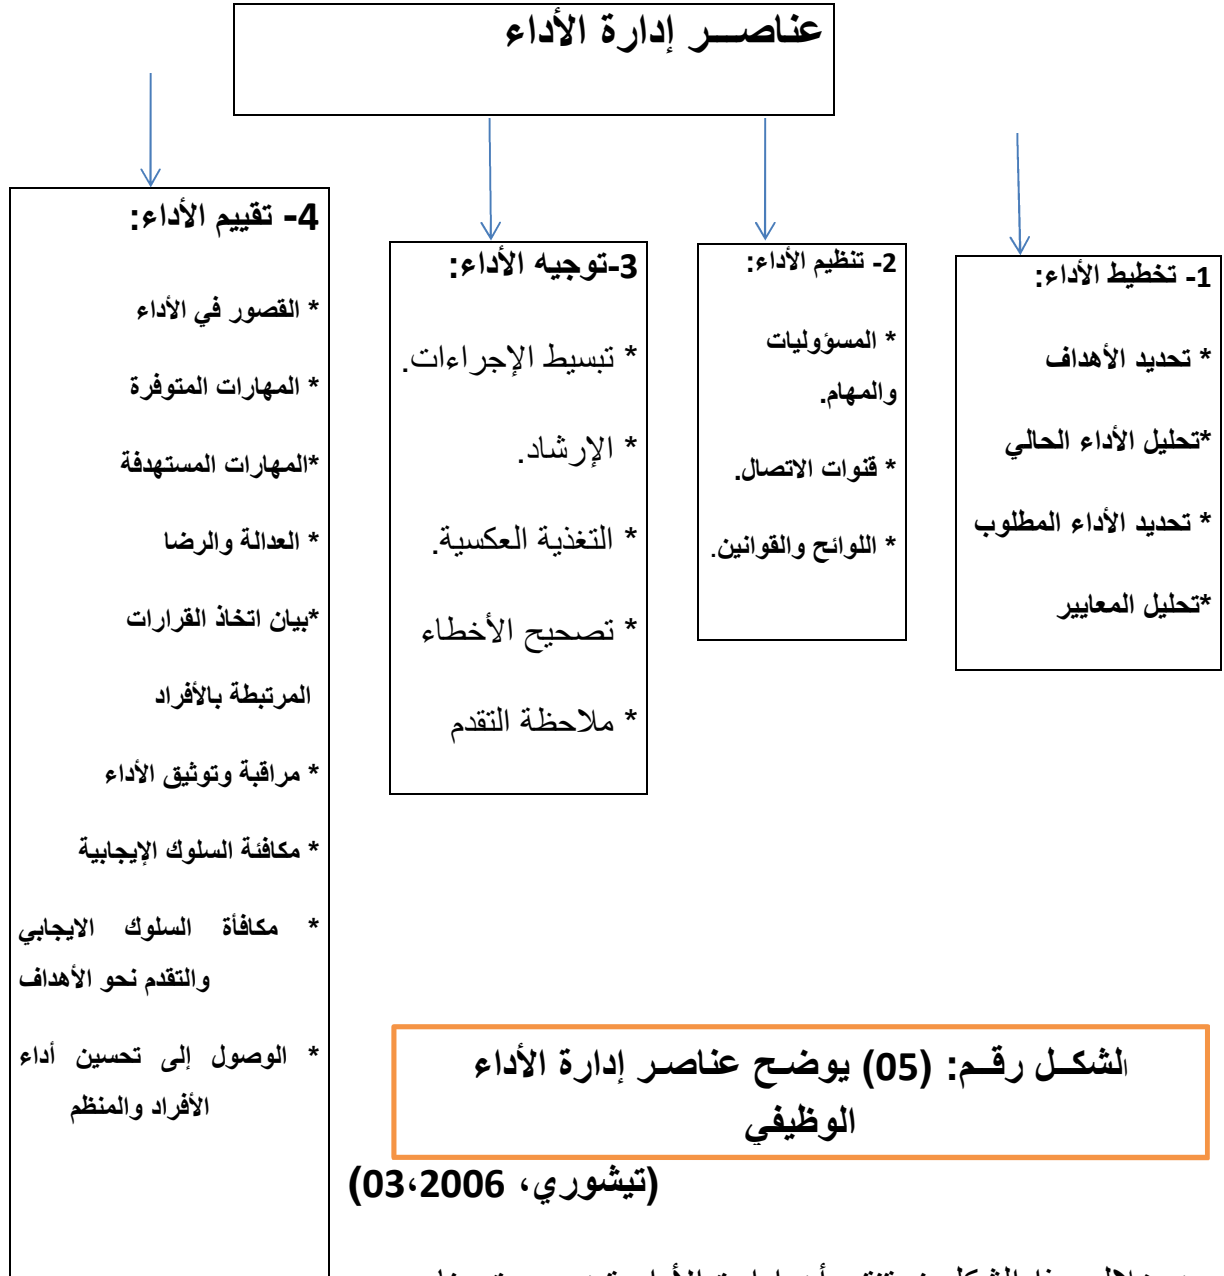 عناصـــر إدارة الأداء
1- تخطيط الأداء:
* تحديد الأهداف
*تحليل الأداء الحالي
* تحديد الأداء المطلوب
*تحليل المعايير
2- تنظيم الأداء:
* المسؤوليات
والمهام.
* قنوات الاتصال.
* اللوائح والقوانين.
3-توجيه الأداء:
* تبسيط الإجراءات.
* الإرشاد.
* التغذية العكسية.
* تصحيح الأخطاء
* ملاحظة التقدم
4- تقييم الأداء:
* القصور في الأداء
* المهارات المتوفرة
*المهارات المستهدفة
* العدالة والرضا
*بيان اتخاذ القرارات
المرتبطة بالأفراد
* مراقبة وتوثيق الأداء
* مكافئة السلوك الإيجابية
* مكافأة السلوك الايجابي
والتقدم نحو الأهداف
* الوصول إلى تحسين أداء
الأفراد والمنظم
الشكــل رقــم: (05) يوضـح عناصـر إدارة الأداء
الوظيفي
(تيشوري، 2006،03)